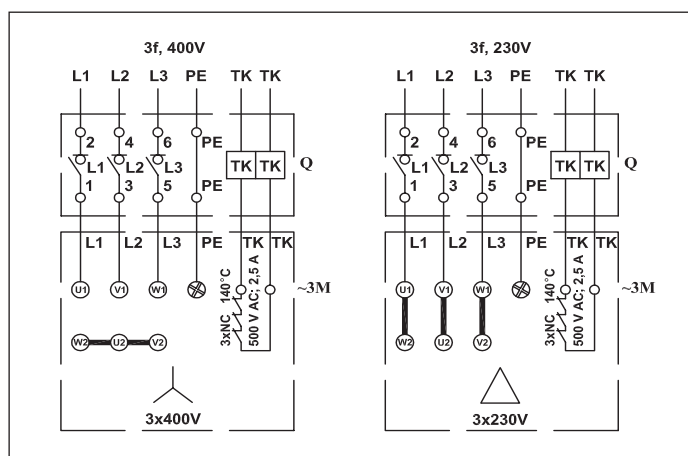 3f, 400V
L1 L2 L3 PE TK TK
2 4 6 PE
L1 L2 L3 TK TK Q
1 3 5 PE
L1 L2 L3 PE TK TK
U1 V1 W1 ~3M
3xNC 140°C
500 V AC; 2,5 A
W2 U2 V2
3x400V
3f, 230V
L1 L2 L3 PE TK TK
2 4 6 PE
L1 L2 L3 TK TK Q
1 3 5 PE
L1 L2 L3 PE TK TK
U1 V1 W1 ~3M
3xNC 140°C
500 V AC; 2,5 A
W2 U2 V2
3x230V